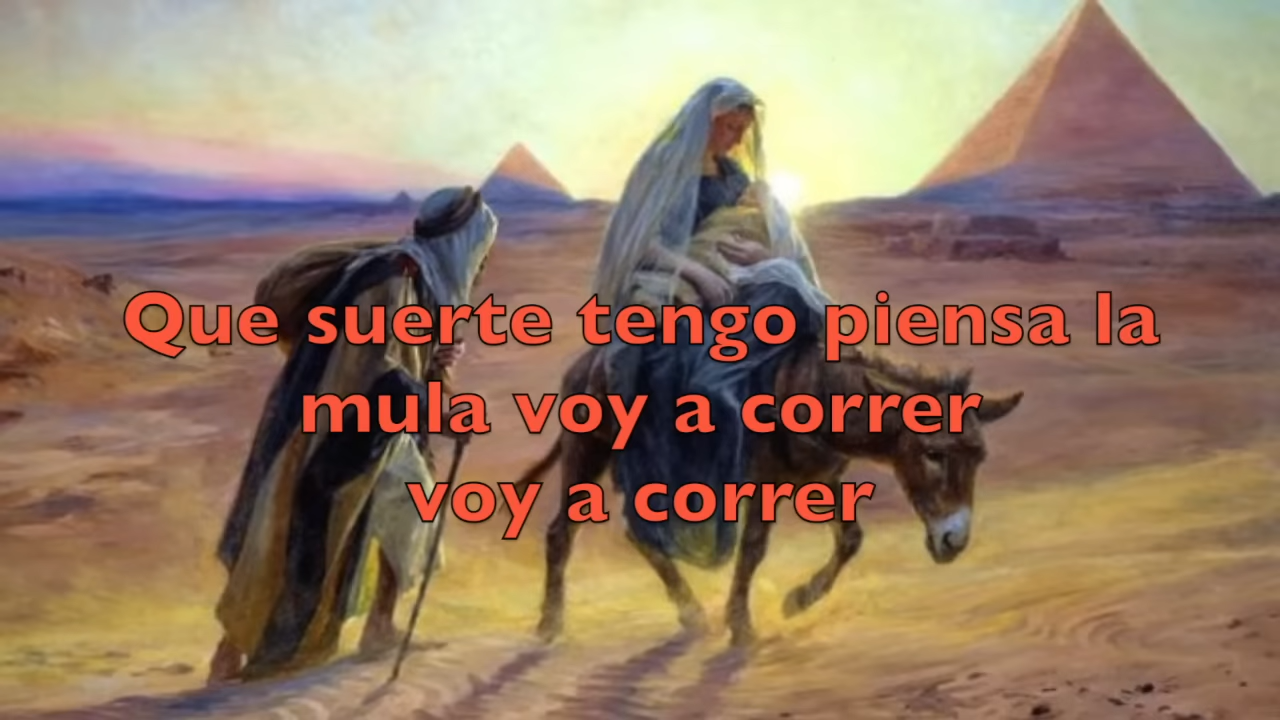 Que suerte tengo piensa la
mula voy a correr
voy a correr